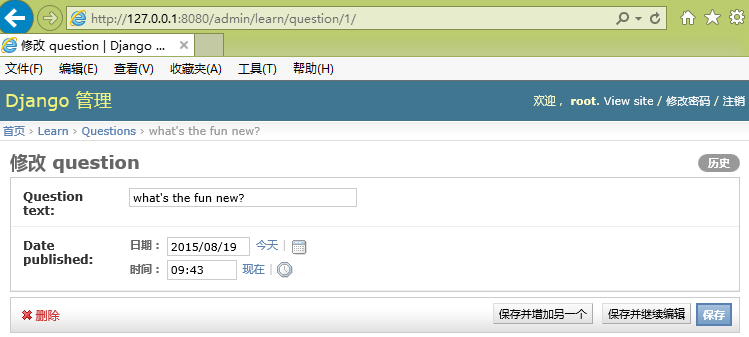 http://127.0.0.1:8080/admin/learn/question/1/
修改 question | Django ...
文件(F) 编辑(E) 查看(V) 收藏夹(A) 工具(T) 帮助(H)
Django 管理
欢迎， root. View site / 修改密码 / 注销
首页 › Learn › Questions › what's the fun new?
修改 question
历史
Question text:
what's the fun new?
Date published:
日期： 2015/08/19 今天 |
时间： 09:43 现在 |
删除
保存并增加另一个 保存并继续编辑 保存